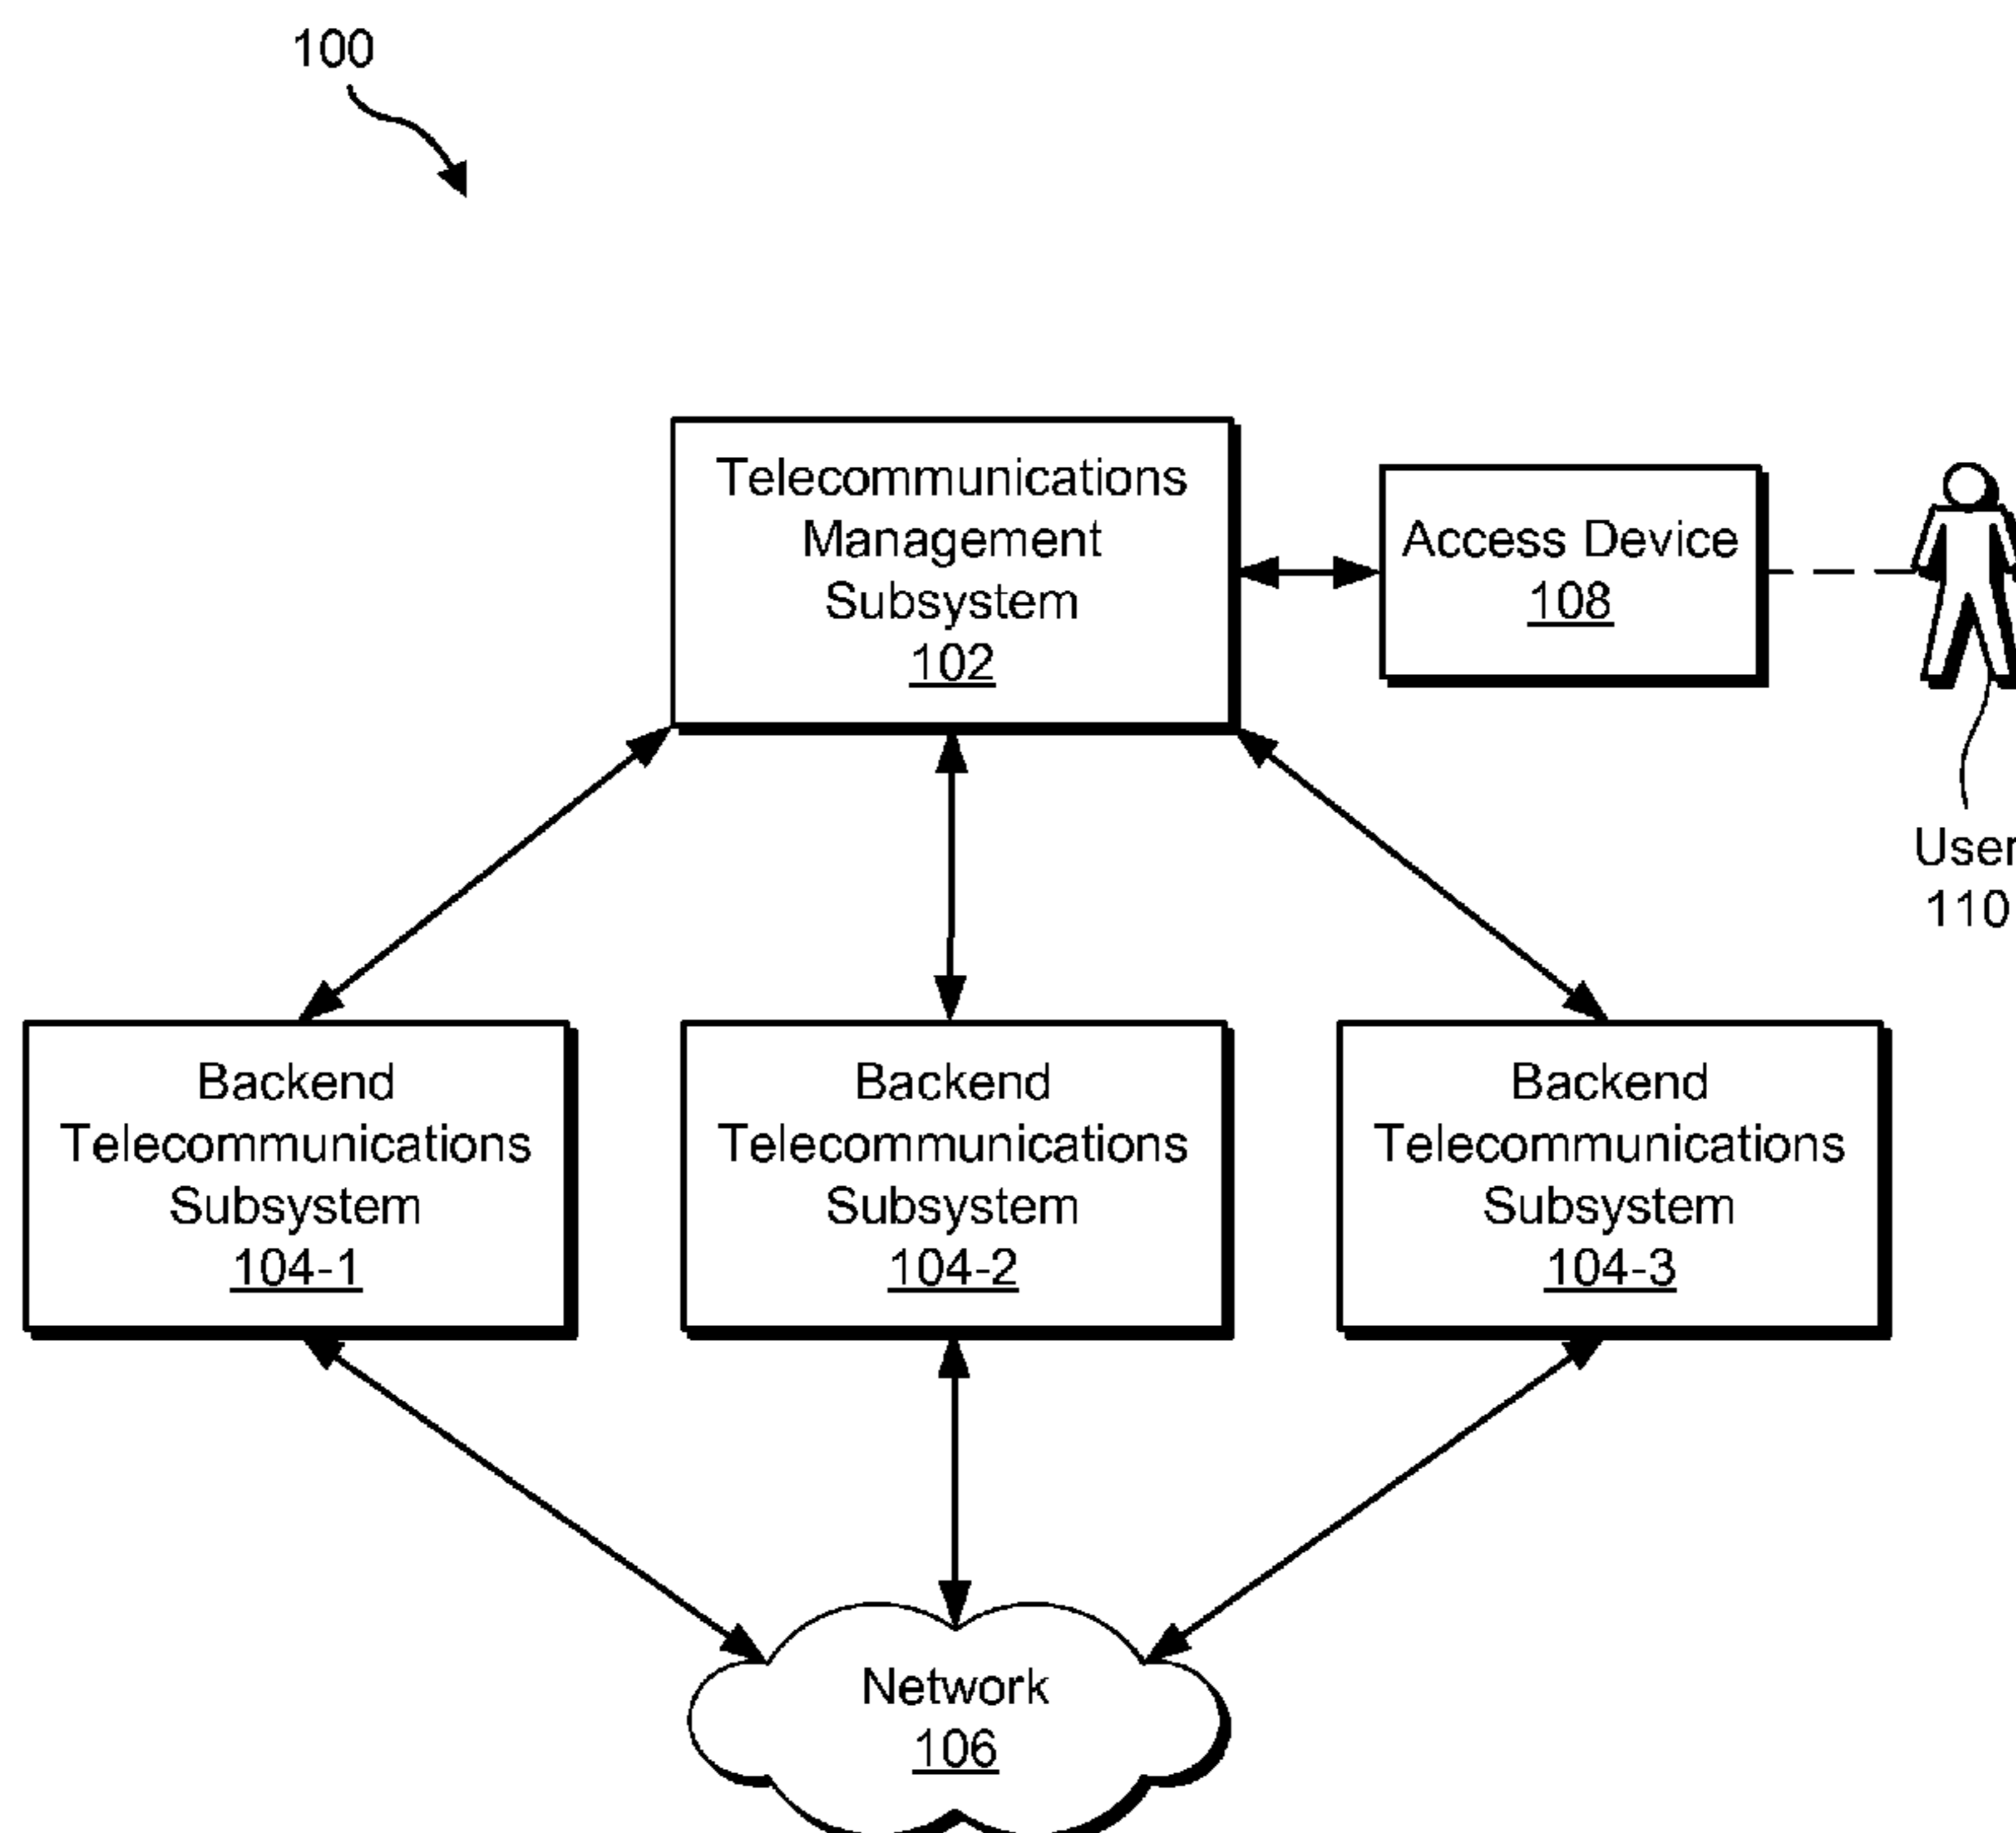 100
Telecommunications
Management
Subsystem
102
Access Device
108
User
110
Backend
Telecommunications
Subsystem
104-1
Backend
Telecommunications
Subsystem
104-2
Backend
Telecommunications
Subsystem
104-3
Network
106